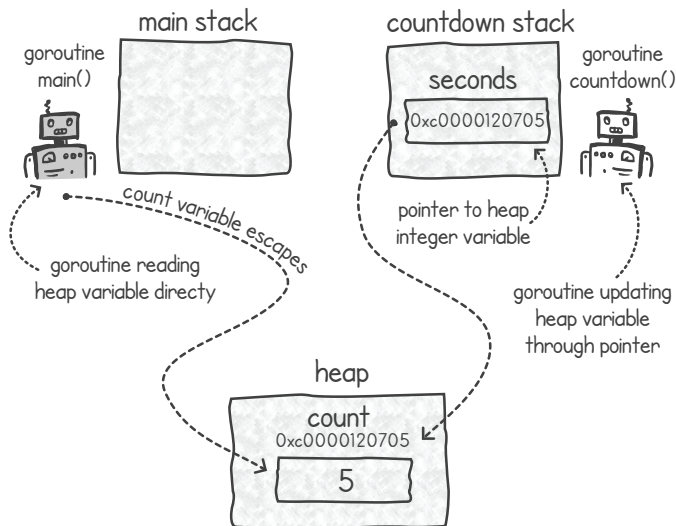 main stack
countdown stack
goroutine
main()
goroutine
countdown()
seconds
0xc0000120705
count variable escapes
pointer to heap
integer variable
goroutine reading
heap variable directy
goroutine updating
heap variable
through pointer
heap
count
0xc0000120705
5